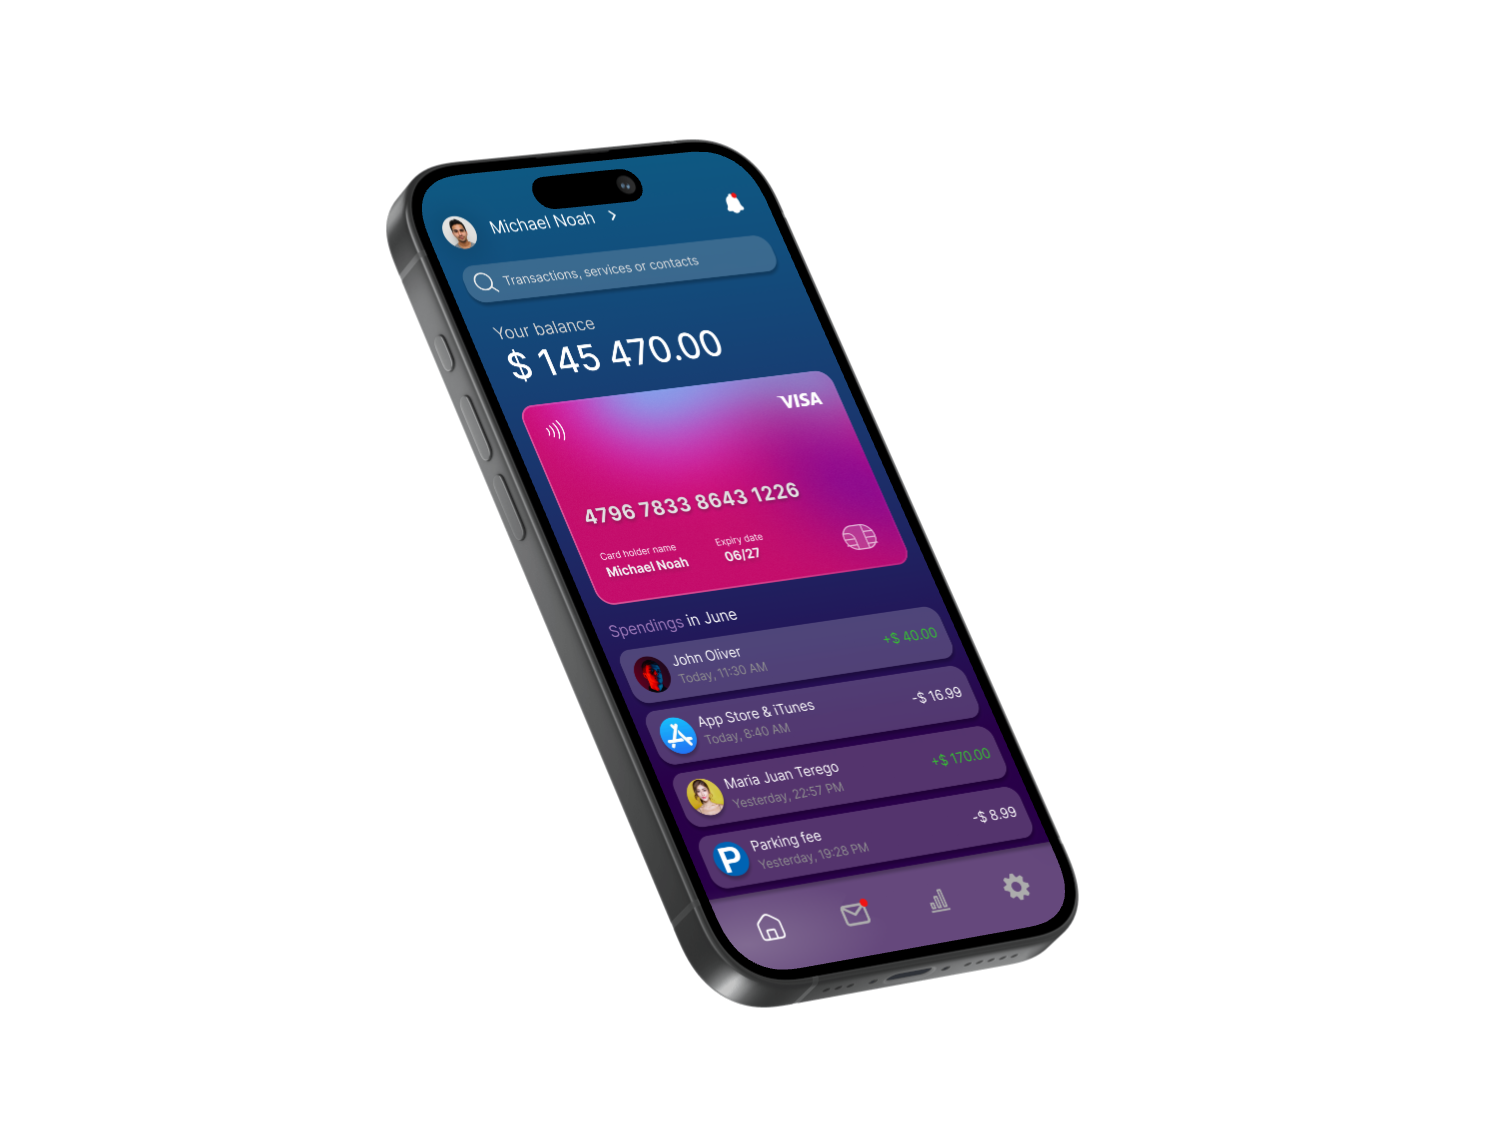 Michael Noah
Transactions, services or contacts
Your balance
$ 145 470.00
VISA
4796 7833 8643 1226
Card holder name
Michael Noah
Expiry date
06/27
Spendings in June
John Oliver
Today, 11:30 AM
+$ 40.00
App Store & iTunes
Today, 8:40 AM
-$ 16.99
Maria Juan Terego
Yesterday, 22:57 PM
+$ 170.00
P
Parking fee
Yesterday, 19:28 PM
-$ 8.99